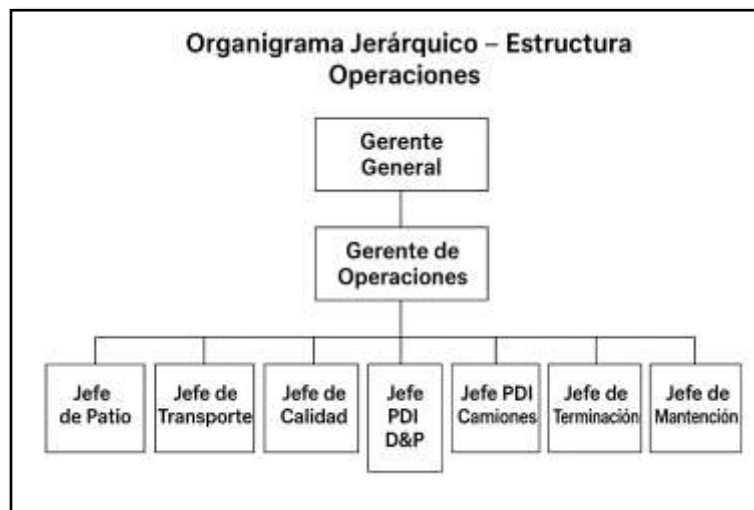 Organigrama Jerárquico – Estructura
Operaciones
Gerente
General
Gerente de
Operaciones
Jefe
de Patio
Jefe de
Transporte
Jefe de
Calidad
Jefe
PDI
D&P
Jefe PDI
Camiones
Jefe de
Terminación
Jefe de
Mantención